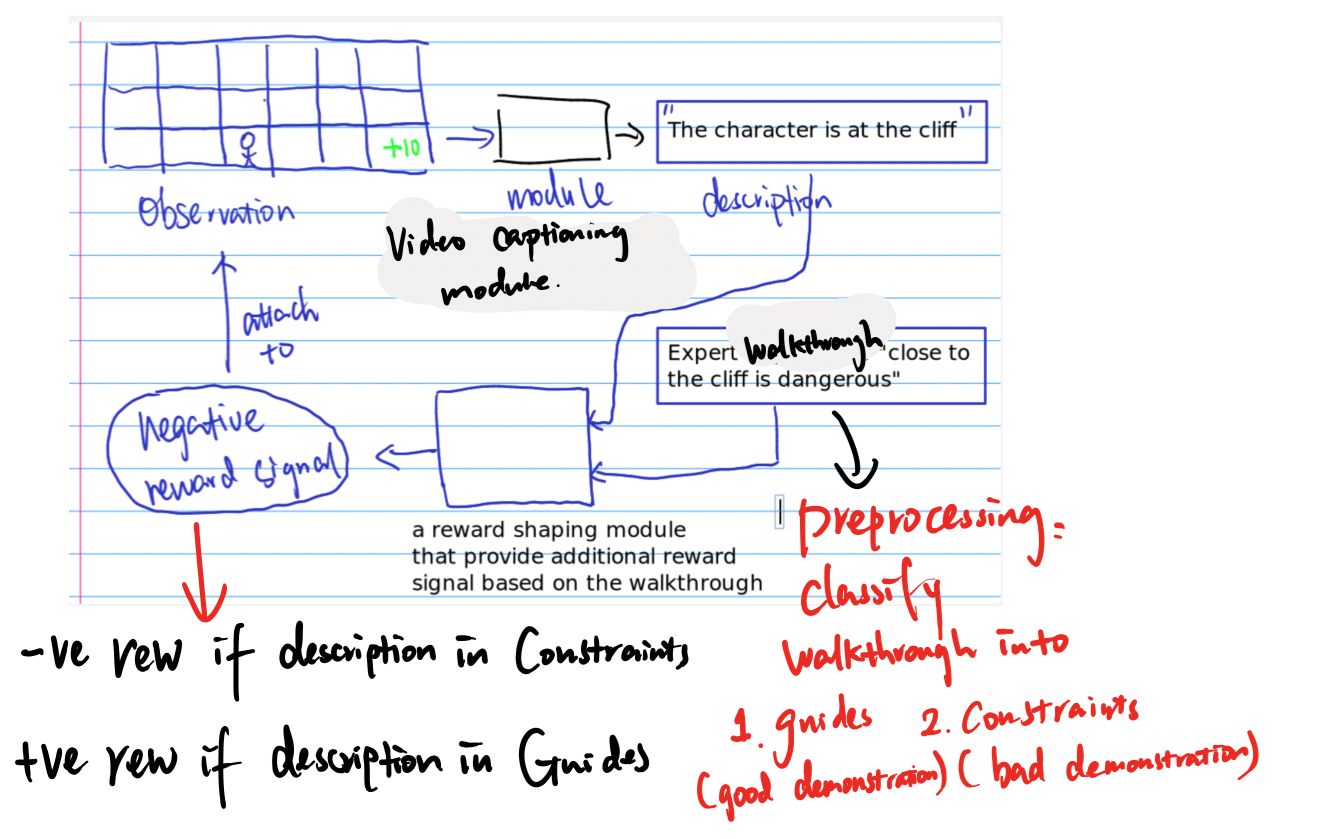 +10
"The character is at the cliff"
Observation
module
description
Video captioning
module.
attach
to
Expert walkthrough "close to
the cliff is dangerous"
negative
reward signal
a reward shaping module
that provide additional reward
signal based on the walkthrough
preprocessing:
classify
walkthrough into
1. guides 2. Constraints
(good demonstration) (bad demonstration)
-ve rew if description in Constraints
+ve rew if description in Guides